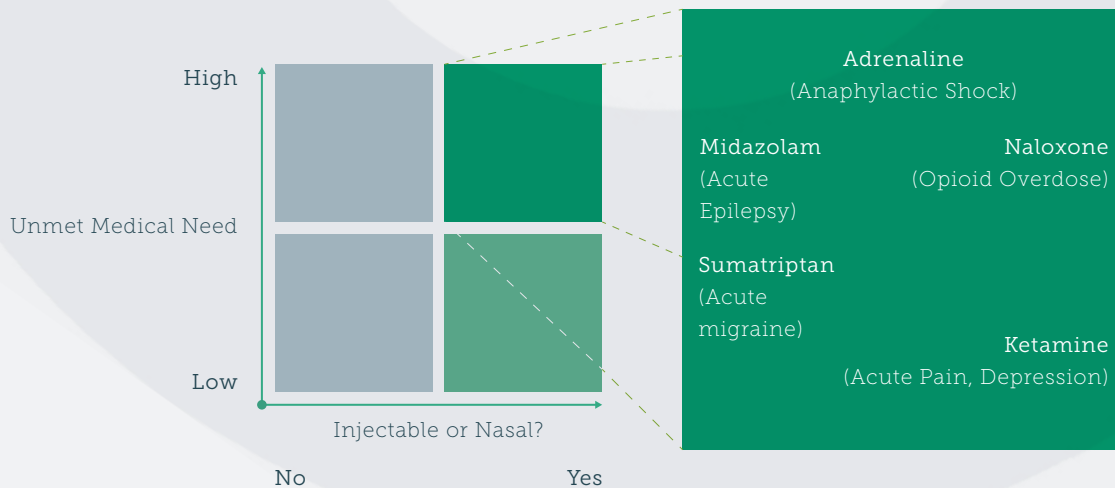 High
Unmet Medical Need
Low
Injectable or Nasal?
No
Yes
Adrenaline
(Anaphylactic Shock)
Midazolam
(Acute
Epilepsy)
Naloxone
(Opioid Overdose)
Sumatriptan
(Acute
migraine)
Ketamine
(Acute Pain, Depression)